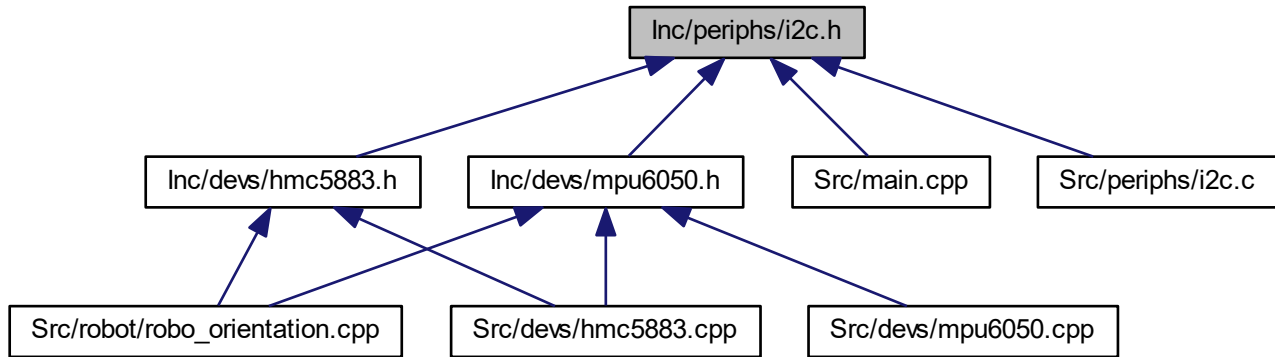 Inc/periphs/i2c.h
Inc/devs/hmc5883.h
Inc/devs/mpu6050.h
Src/main.cpp
Src/periphs/i2c.c
Src/robot/robo_orientation.cpp
Src/devs/hmc5883.cpp
Src/devs/mpu6050.cpp